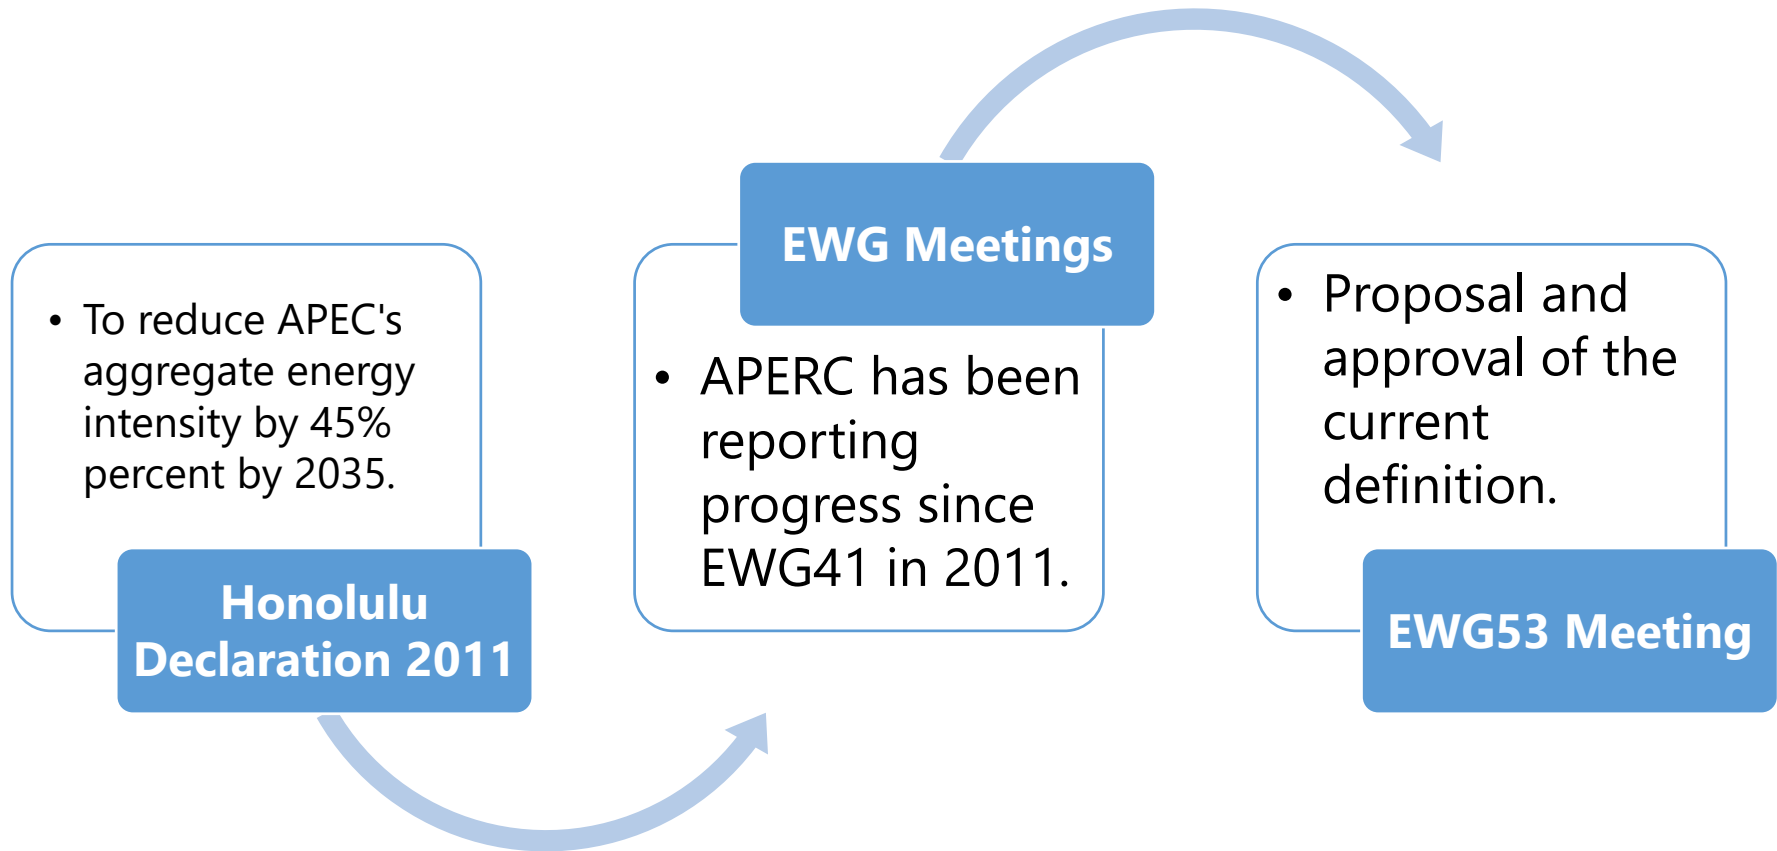 • To reduce APEC's
aggregate energy
intensity by 45%
percent by 2035.
Honolulu
Declaration 2011
EWG Meetings
• APERC has been
reporting
progress since
EWG41 in 2011.
• Proposal and
approval of the
current
definition.
EWG53 Meeting